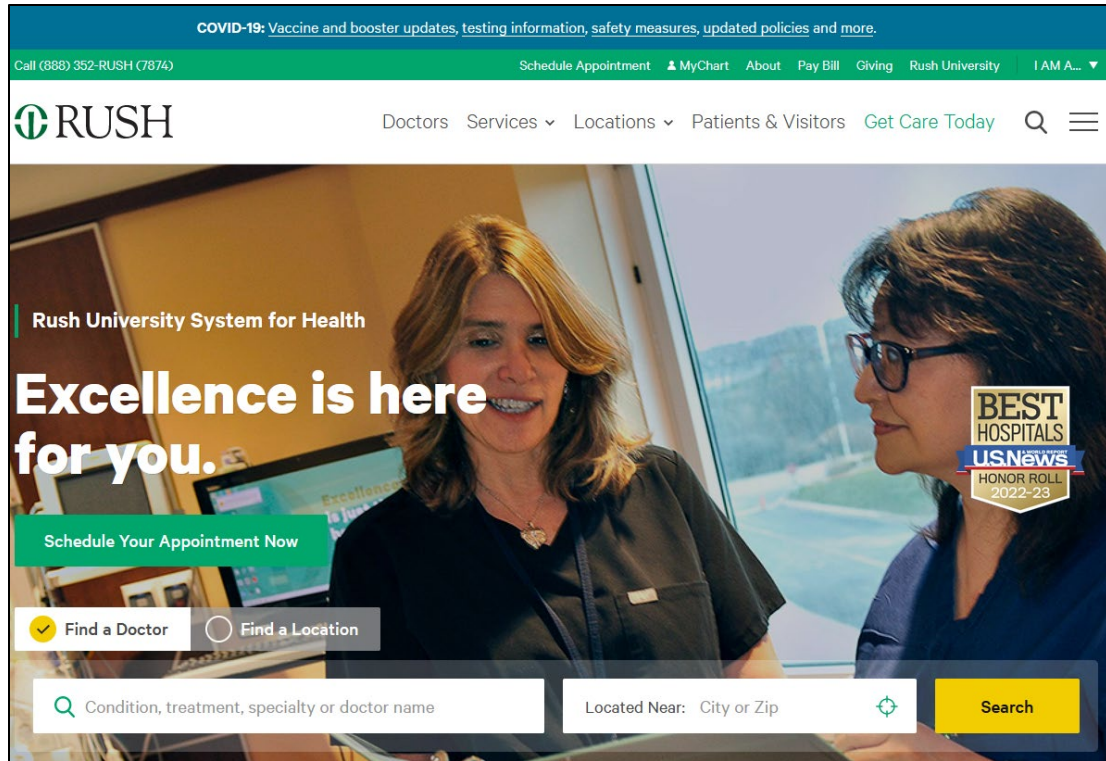 COVID-19: Vaccine and booster updates, testing information, safety measures, updated policies and more.
Call (888) 352-RUSH (7874)
Schedule Appointment MyChart About Pay Bill Giving Rush University I AM A...
RUSH
Doctors Services Locations Patients & Visitors Get Care Today
Rush University System for Health
Excellence is here
for you.
BEST
HOSPITALS
U.S.News
& WORLD REPORT
HONOR ROLL
2022-23
Schedule Your Appointment Now
Find a Doctor Find a Location
Condition, treatment, specialty or doctor name Located Near: City or Zip Search